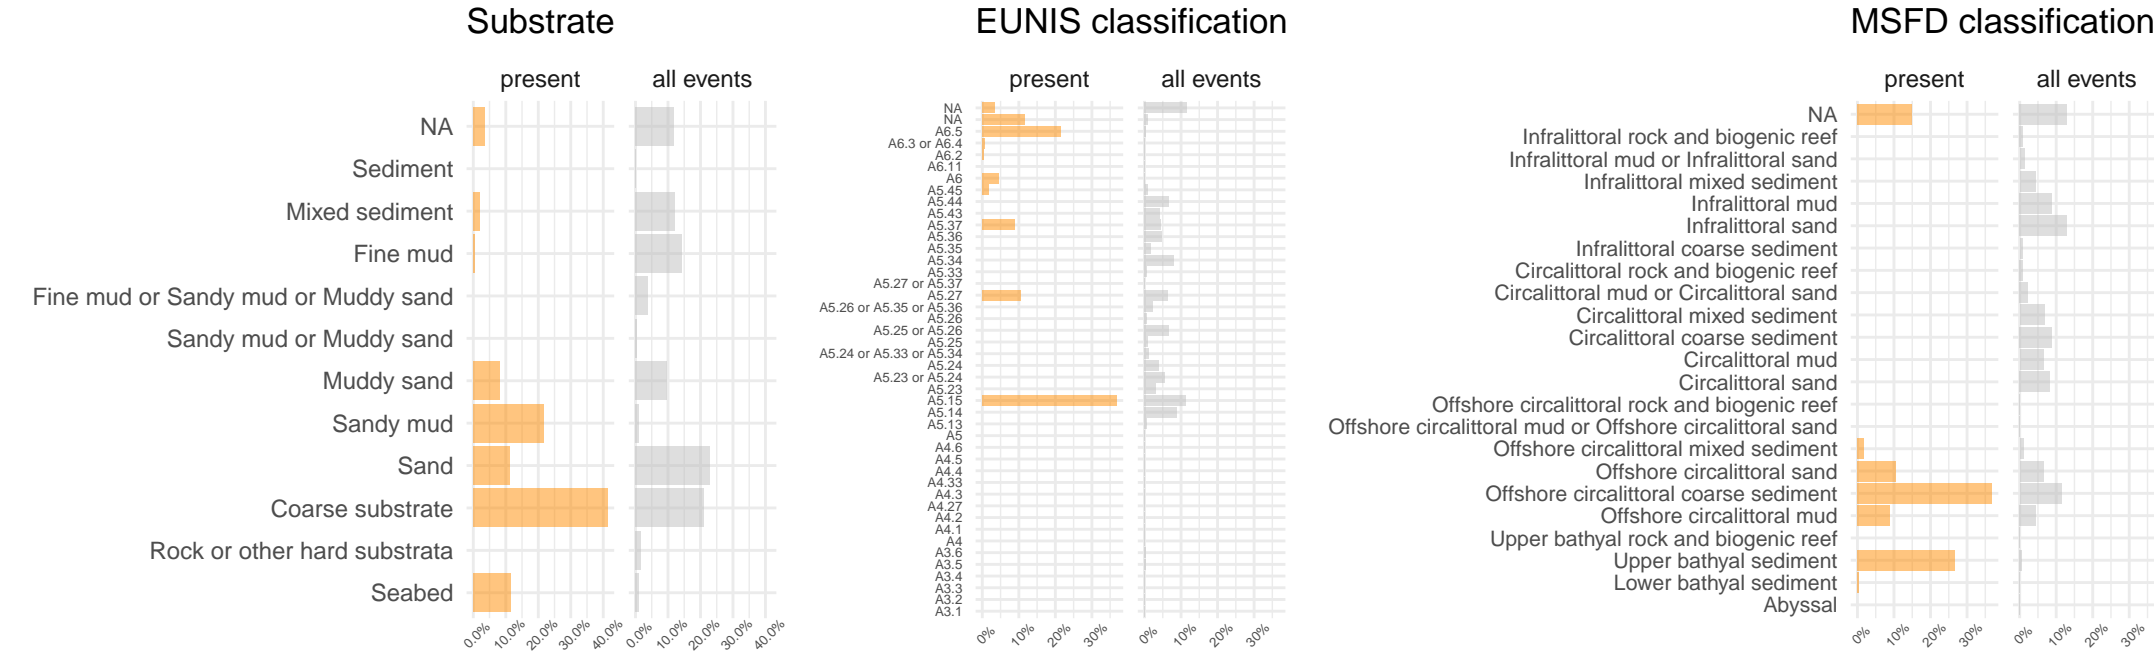 Substrate
present all events
NA
Sediment
Mixed sediment
Fine mud
Fine mud or Sandy mud or Muddy sand
Sandy mud or Muddy sand
Muddy sand
Sandy mud
Sand
Coarse substrate
Rock or other hard substrata
Seabed
0.0% 10.0% 20.0% 30.0% 40.0% 0.0% 10.0% 20.0% 30.0% 40.0%
EUNIS classification
present all events
NA
NA
A6.5
A6.3 or A6.4
A6.2
A6.11
A6
A5.45
A5.44
A5.43
A5.37
A5.36
A5.35
A5.34
A5.33
A5.27 or A5.37
A5.27
A5.26 or A5.35 or A5.36
A5.26
A5.25 or A5.26
A5.25
A5.24 or A5.33 or A5.34
A5.24
A5.23 or A5.24
A5.23
A5.15
A5.14
A5.13
A5
A4.6
A4.5
A4.4
A4.33
A4.3
A4.27
A4.2
A4.1
A4
A3.6
A3.5
A3.4
A3.3
A3.2
A3.1
0% 10% 20% 30% 0% 10% 20% 30%
MSFD classification
present all events
NA
Infralittoral rock and biogenic reef
Infralittoral mud or Infralittoral sand
Infralittoral mixed sediment
Infralittoral mud
Infralittoral sand
Infralittoral coarse sediment
Circalittoral rock and biogenic reef
Circalittoral mud or Circalittoral sand
Circalittoral mixed sediment
Circalittoral coarse sediment
Circalittoral mud
Circalittoral sand
Offshore circalittoral rock and biogenic reef
Offshore circalittoral mud or Offshore circalittoral sand
Offshore circalittoral mixed sediment
Offshore circalittoral sand
Offshore circalittoral coarse sediment
Offshore circalittoral mud
Upper bathyal rock and biogenic reef
Upper bathyal sediment
Lower bathyal sediment
Abyssal
0% 10% 20% 30% 0% 10% 20% 30%